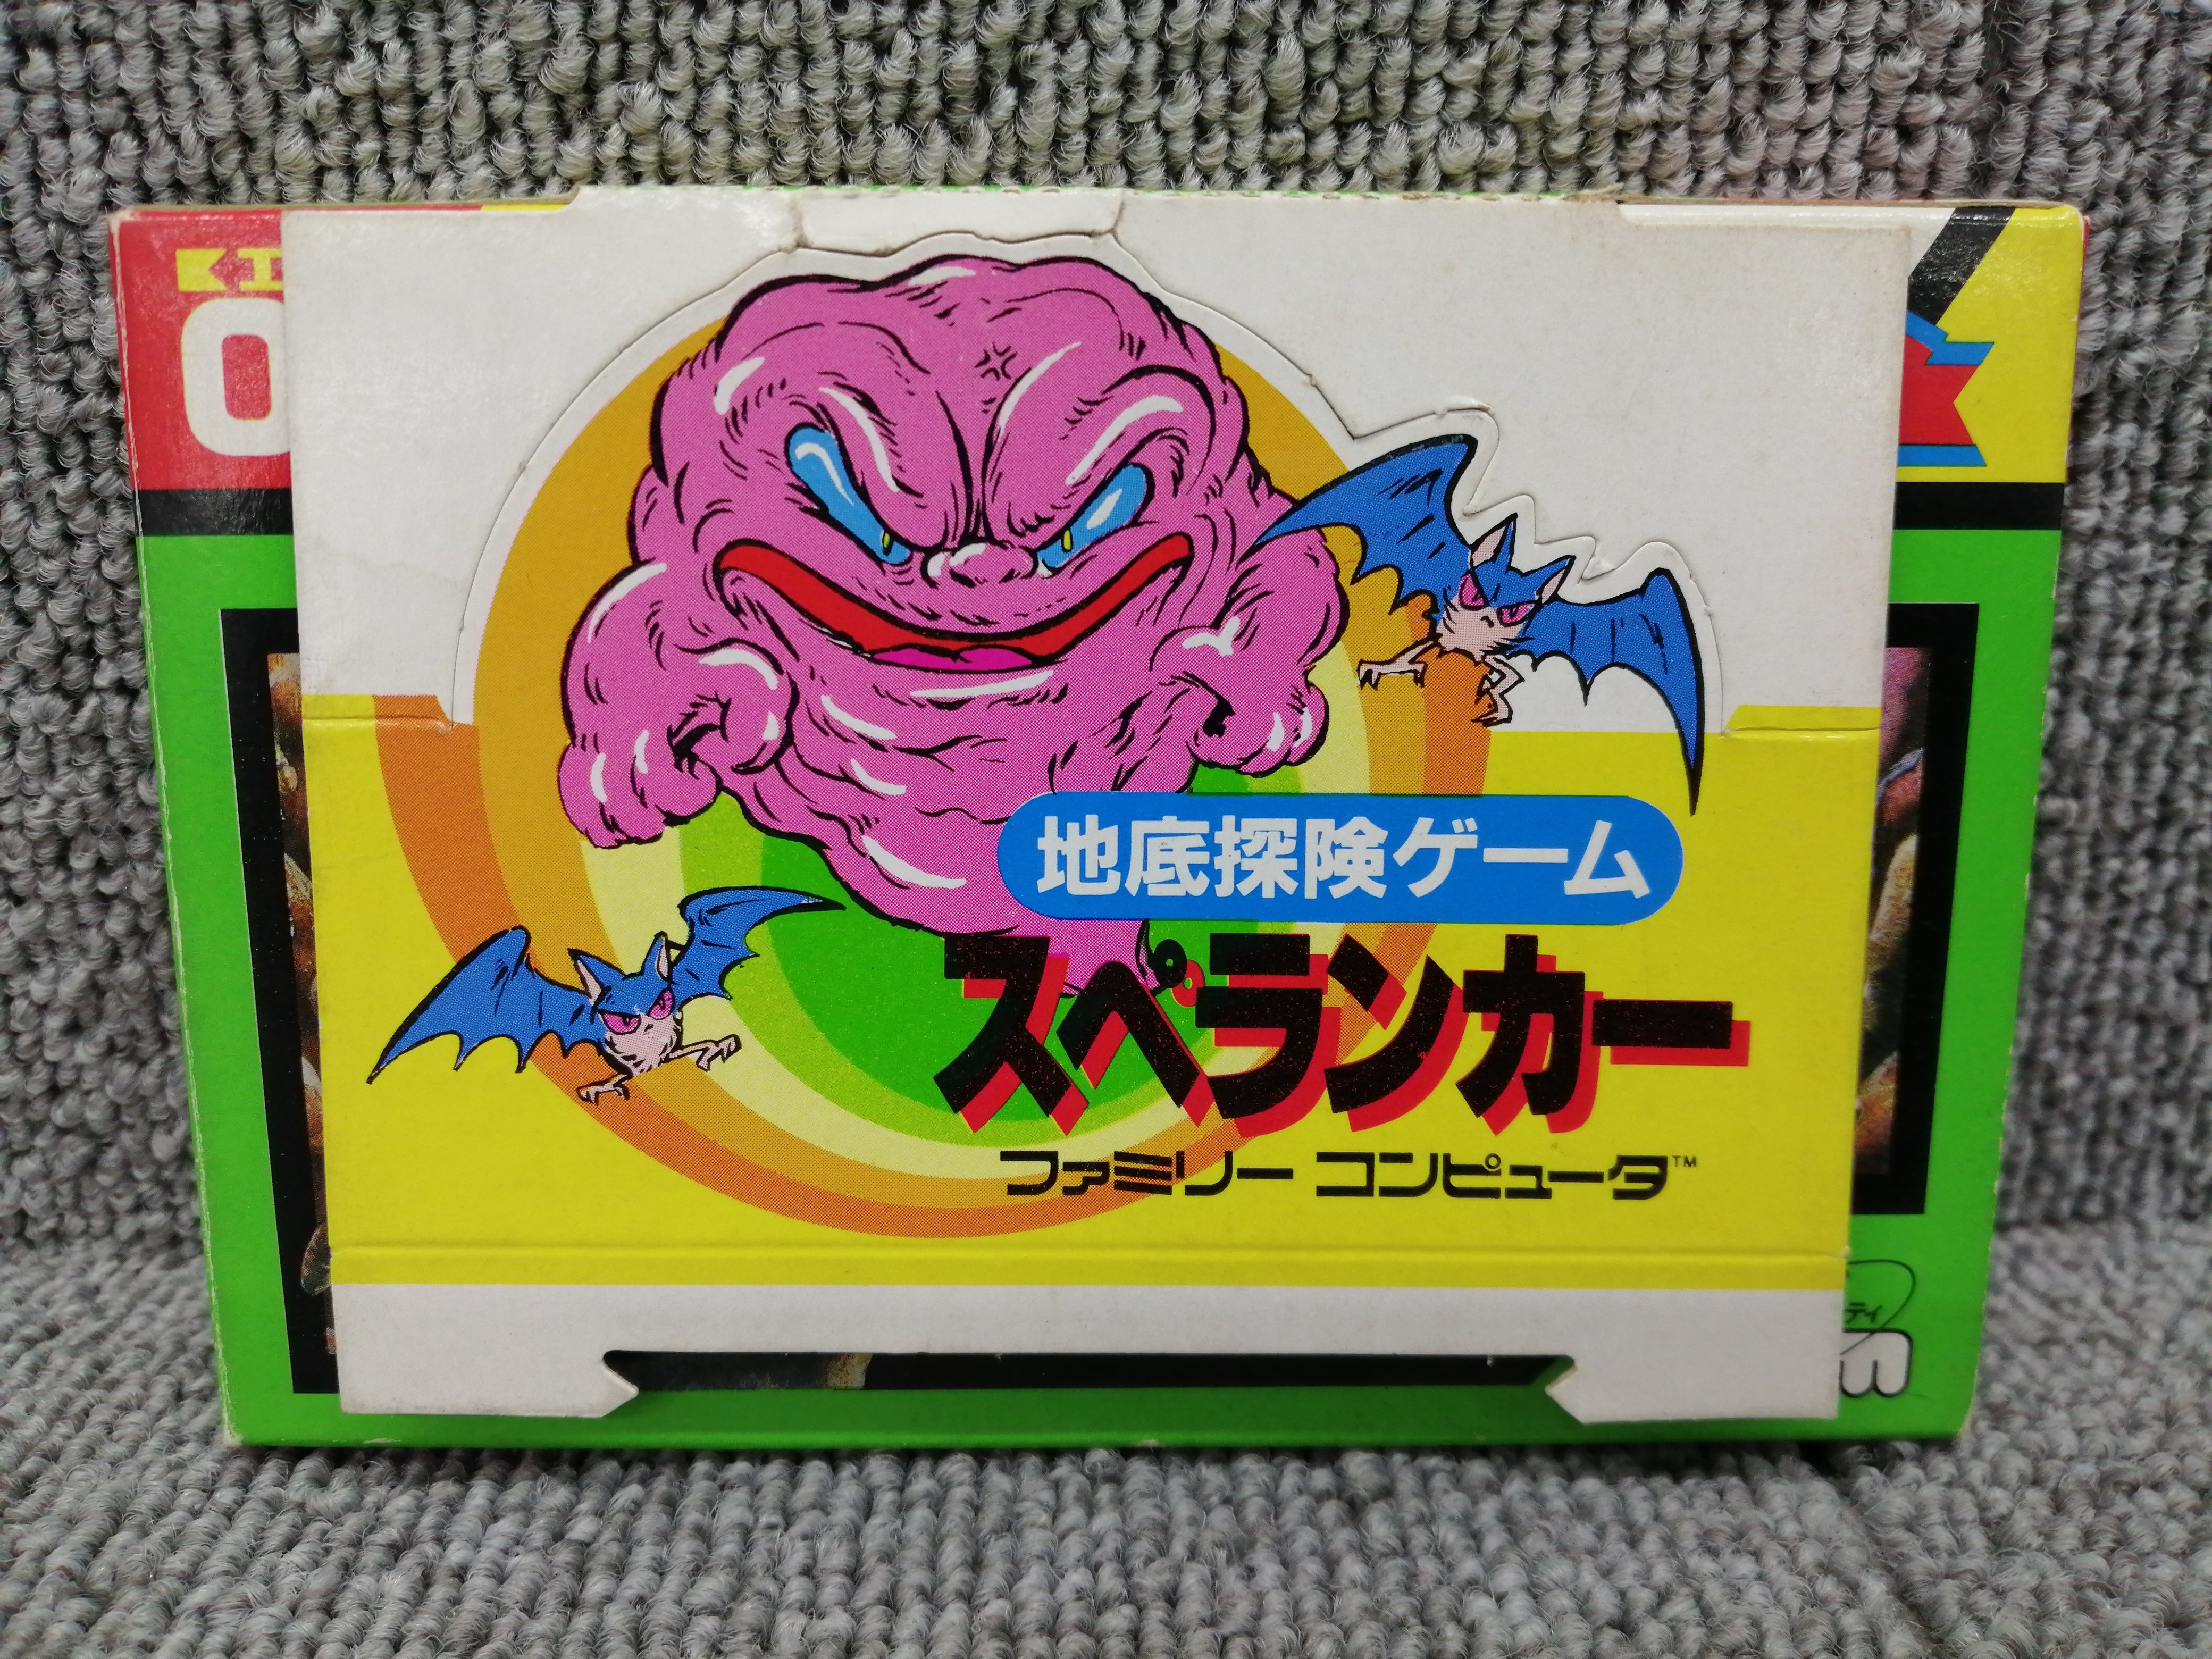 地底探険ゲーム
スペランカー
ファミリー コンピュータ™